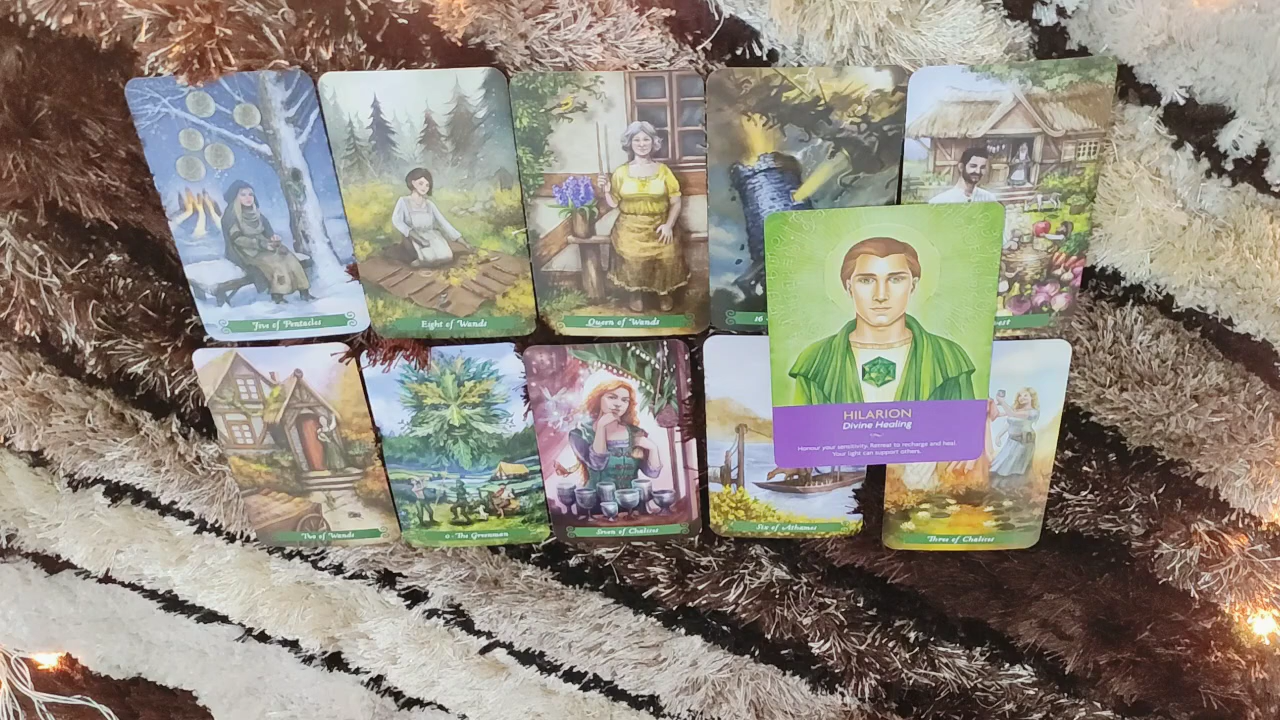 Five of Pentacles
Eight of Wands
Queen of Wands
16
Two of Wands
0 - The Greenman
Seven of Chalices
Six of Athames
Three of Chalices
HILARION
Divine Healing
Honour your sensitivity. Retreat to recharge and heal.
Your light can support others.